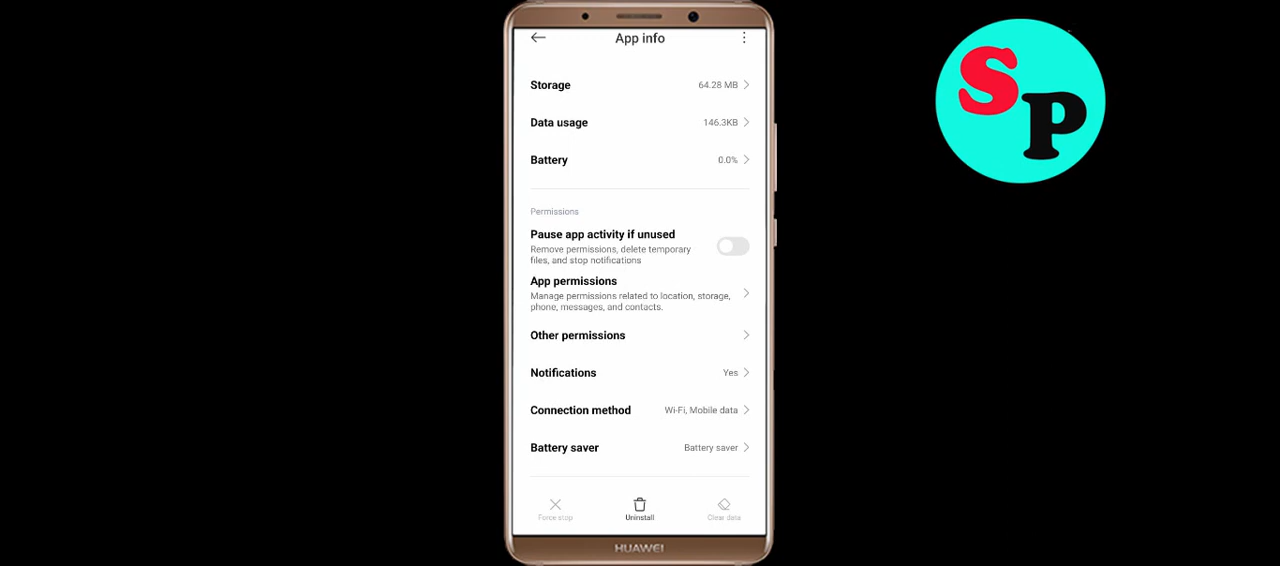 App info
Storage 64.28 MB
Data usage 146.3KB
Battery 0.0%
Permissions
Pause app activity if unused
Remove permissions, delete temporary
files, and stop notifications
App permissions
Manage permissions related to location, storage,
phone, messages, and contacts.
Other permissions
Notifications Yes
Connection method Wi-Fi, Mobile data
Battery saver Battery saver
Force stop Uninstall Clear data
HUAWEI
SP